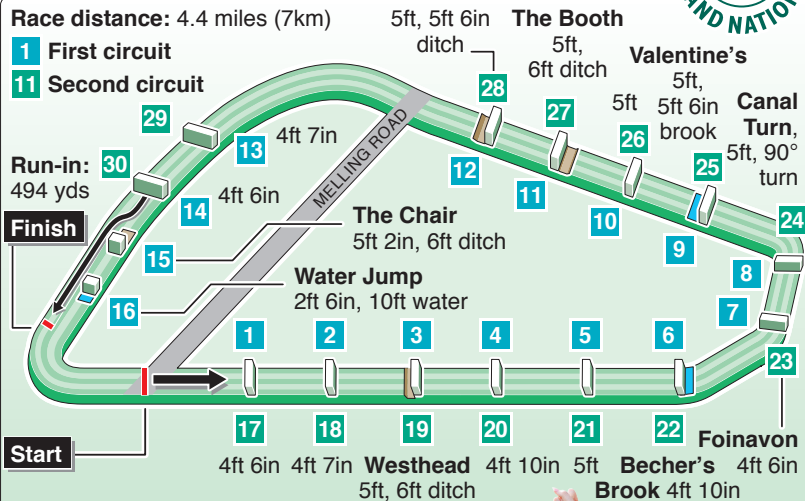 Race distance: 4.4 miles (7km)
1 First circuit
11 Second circuit
AND NATION
5ft, 5ft 6in
ditch
28
The Booth
5ft,
6ft ditch
27
5ft
26
Valentine's
5ft,
5ft 6in
brook
25
Canal
Turn,
5ft, 90°
turn
24
29
13
4ft 7in
MELLING ROAD
12
11
10
9
8
7
23
Run-in:
494 yds
30
14
4ft 6in
Finish
15
The Chair
5ft 2in, 6ft ditch
16
Water Jump
2ft 6in, 10ft water
1 2 3 4 5 6
Start
17 18 19 20 21 22
4ft 6in 4ft 7in Westhead 4ft 10in 5ft Becher's
5ft, 6ft ditch
Brook 4ft 10in
Foinavon
4ft 6in